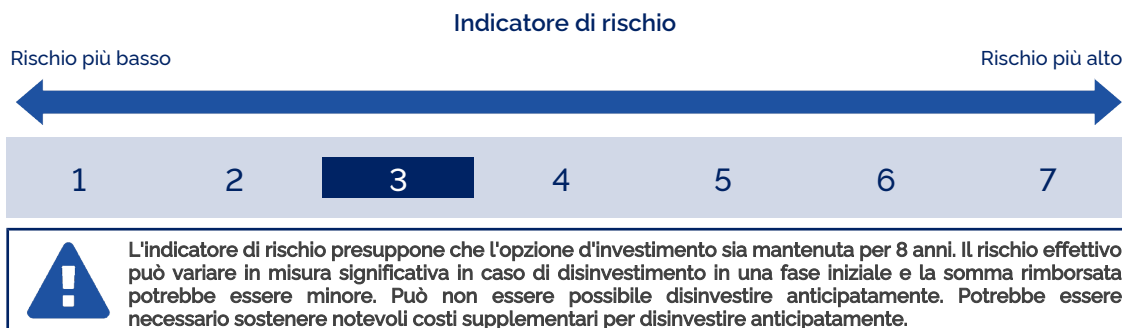 Indicatore di rischio
Rischio più basso
Rischio più alto
1 2 3 4 5 6 7
L'indicatore di rischio presuppone che l'opzione d'investimento sia mantenuta per 8 anni. Il rischio effettivo
può variare in misura significativa in caso di disinvestimento in una fase iniziale e la somma rimborsata
potrebbe essere minore. Può non essere possibile disinvestire anticipatamente. Potrebbe essere
necessario sostenere notevoli costi supplementari per disinvestire anticipatamente.